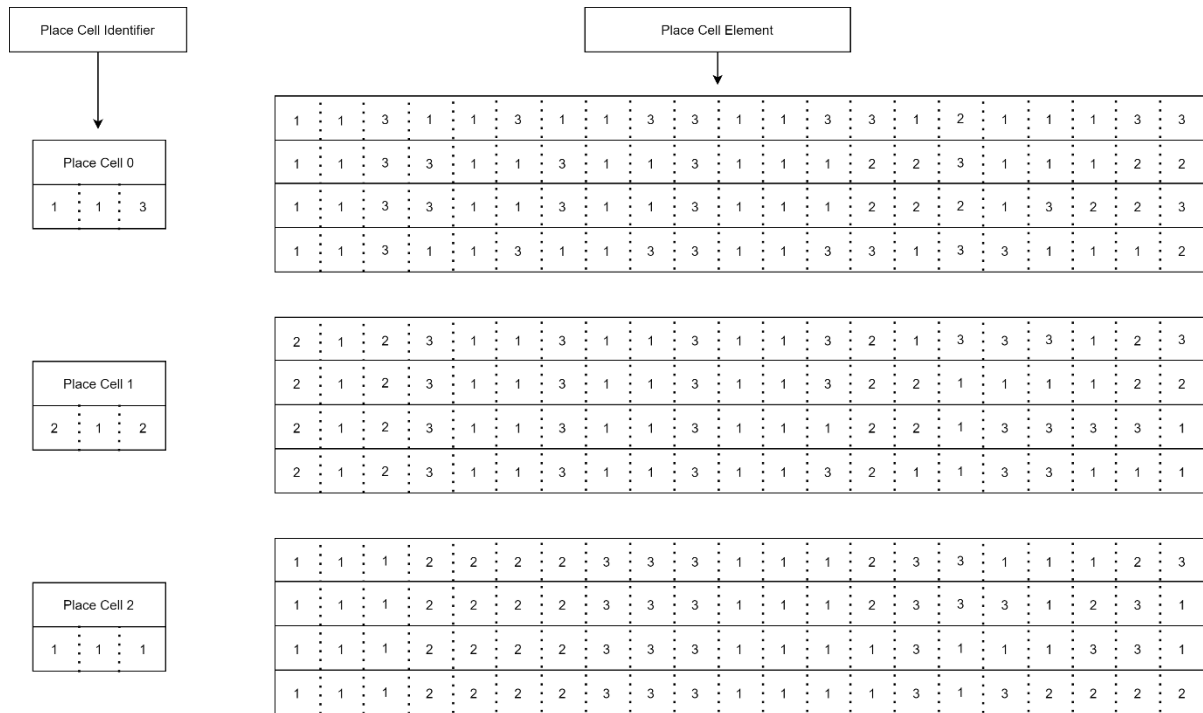 Place Cell Identifier
Place Cell Element
Place Cell 0
1 1 3
1 1 3 1 1 3 1 1 3 3 1 1 3 3 1 2 1 1 1 3 3
1 1 3 3 1 1 3 1 1 3 1 1 1 2 2 3 1 1 1 2 2
1 1 3 3 1 1 3 1 1 3 1 1 1 2 2 2 1 3 2 2 3
1 1 3 1 1 3 1 1 3 3 1 1 3 3 1 3 3 1 1 1 2
Place Cell 1
2 1 2
2 1 2 3 1 1 3 1 1 3 1 1 3 2 1 3 3 3 1 2 3
2 1 2 3 1 1 3 1 1 3 1 1 3 2 2 1 1 1 1 2 2
2 1 2 3 1 1 3 1 1 3 1 1 1 2 2 1 3 3 3 3 1
2 1 2 3 1 1 3 1 1 3 1 1 3 2 1 1 3 3 1 1 1
Place Cell 2
1 1 1
1 1 1 2 2 2 2 3 3 3 1 1 1 2 3 3 1 1 1 2 3
1 1 1 2 2 2 2 3 3 3 1 1 1 2 3 3 3 1 2 3 1
1 1 1 2 2 2 2 3 3 3 1 1 1 1 3 1 1 1 3 3 1
1 1 1 2 2 2 2 3 3 3 1 1 1 1 3 1 3 2 2 2 2